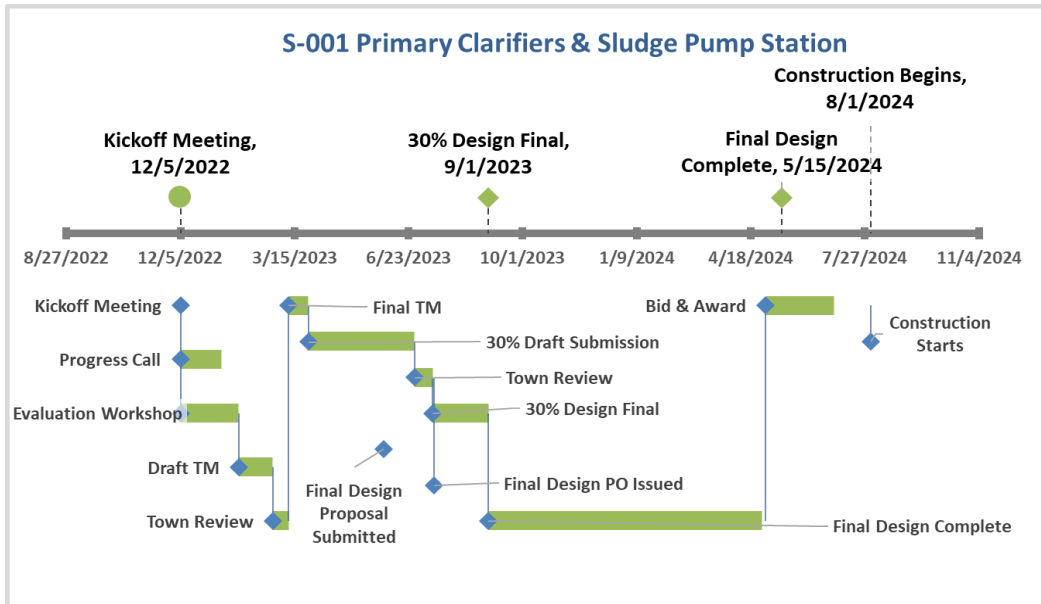 S-001 Primary Clarifiers & Sludge Pump Station
Construction Begins,
8/1/2024
Kickoff Meeting,
12/5/2022
30% Design Final,
9/1/2023
Final Design
Complete, 5/15/2024
8/27/2022
12/5/2022
3/15/2023
6/23/2023
10/1/2023
1/9/2024
4/18/2024
7/27/2024
11/4/2024
Kickoff Meeting
Final TM
Bid & Award
Construction
Starts
30% Draft Submission
Progress Call
Town Review
Evaluation Workshop
30% Design Final
Draft TM
Final Design
Proposal
Submitted
Final Design PO Issued
Town Review
Final Design Complete